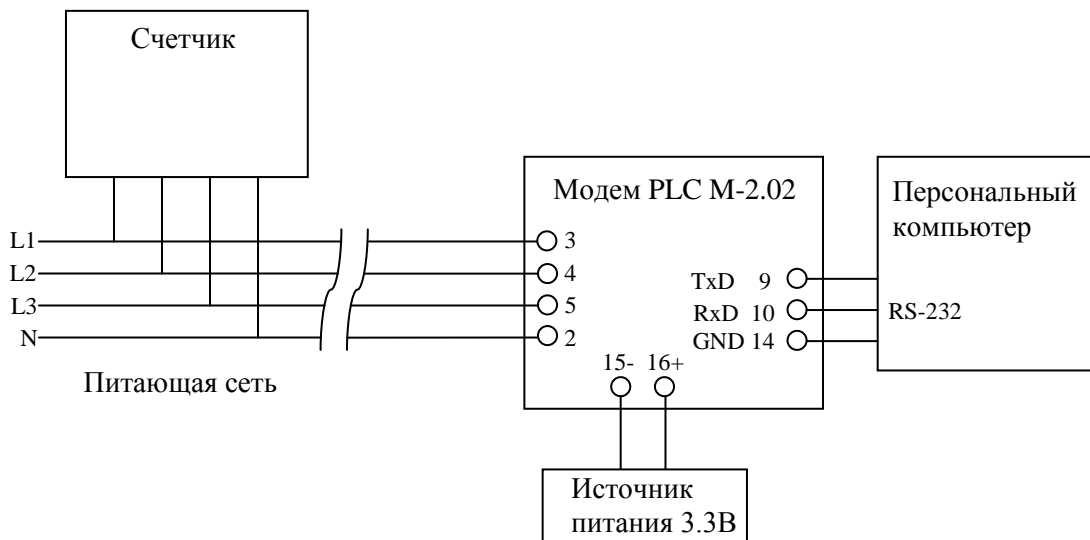 Счетчик
Модем PLC М-2.02
Персональный
компьютер
L1
3
L2
4
TxD 9
L3
5
RxD 10
RS-232
N
2
GND 14
15- 16+
Питающая сеть
Источник
питания 3.3В